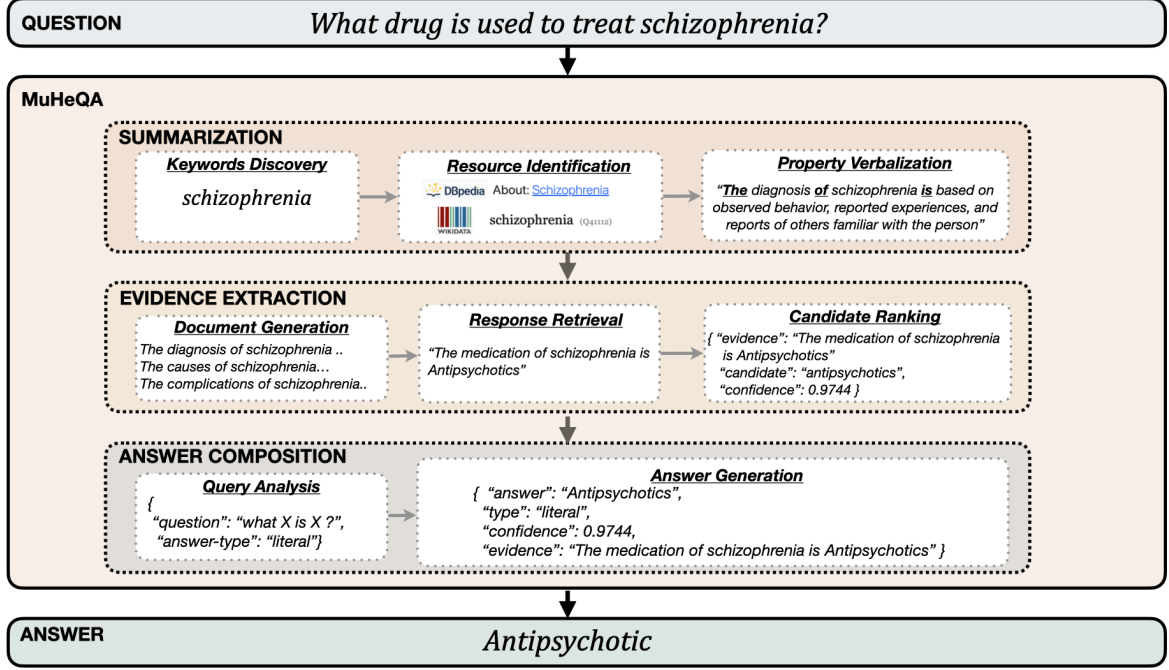 QUESTION
What drug is used to treat schizophrenia?
MuHeQA
SUMMARIZATION
Keywords Discovery
schizophrenia
Resource Identification
DBpedia About: Schizophrenia
WIKIDATA schizophrenia (Q41112)
Property Verbalization
“The diagnosis of schizophrenia is based on
observed behavior, reported experiences, and
reports of others familiar with the person”
EVIDENCE EXTRACTION
Document Generation
The diagnosis of schizophrenia ..
The causes of schizophrenia…
The complications of schizophrenia..
Response Retrieval
“The medication of schizophrenia is
Antipsychotics”
Candidate Ranking
{ “evidence”: “The medication of schizophrenia
is Antipsychotics”
“candidate”: “antipsychotics”,
“confidence”: 0.9744 }
ANSWER COMPOSITION
Query Analysis
{
“question”: “what X is X ?”,
“answer-type”: “literal”}
Answer Generation
{ “answer”: “Antipsychotics”,
“type”: “literal”,
“confidence”: 0.9744,
“evidence”: “The medication of schizophrenia is Antipsychotics” }
ANSWER
Antipsychotic